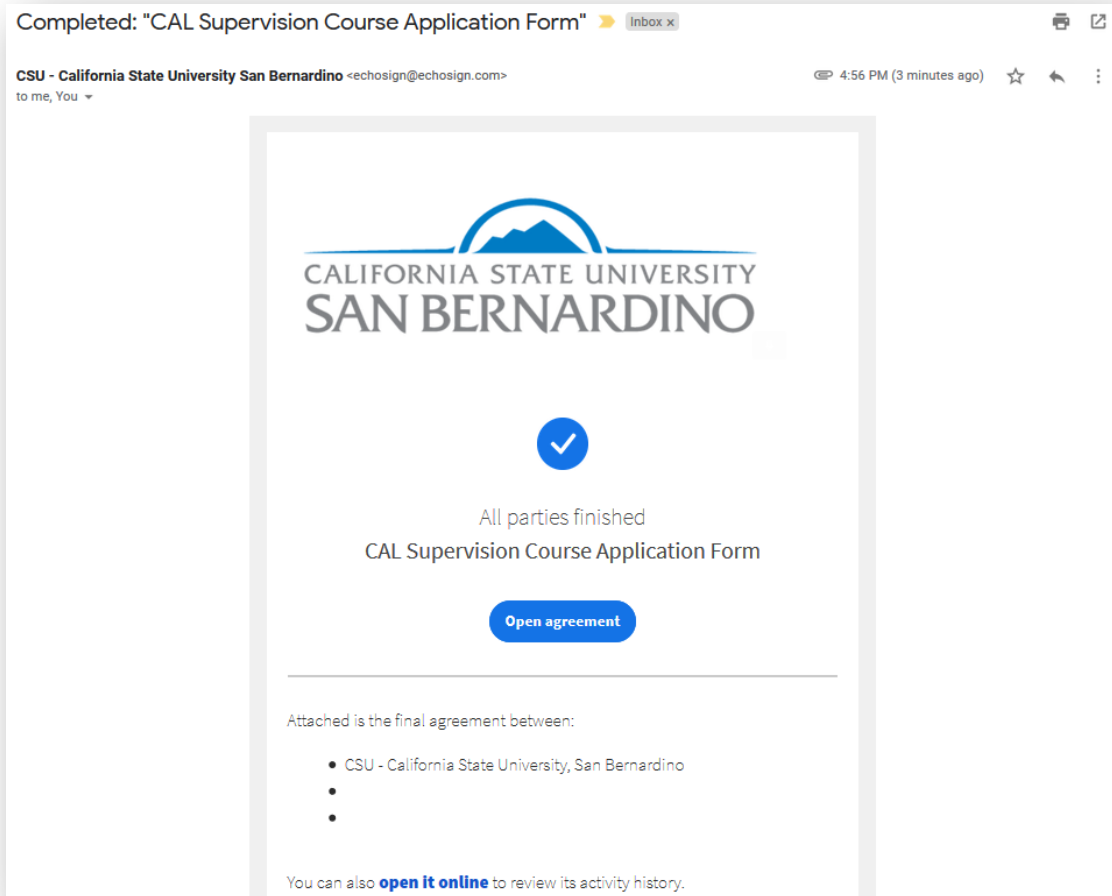 Completed: "CAL Supervision Course Application Form" Inbox x
CSU - California State University San Bernardino <echosign@echosign.com> 4:56 PM (3 minutes ago)
to me, You
CALIFORNIA STATE UNIVERSITY
SAN BERNARDINO
All parties finished
CAL Supervision Course Application Form
Open agreement
Attached is the final agreement between:
• CSU - California State University, San Bernardino
•
•
You can also open it online to review its activity history.